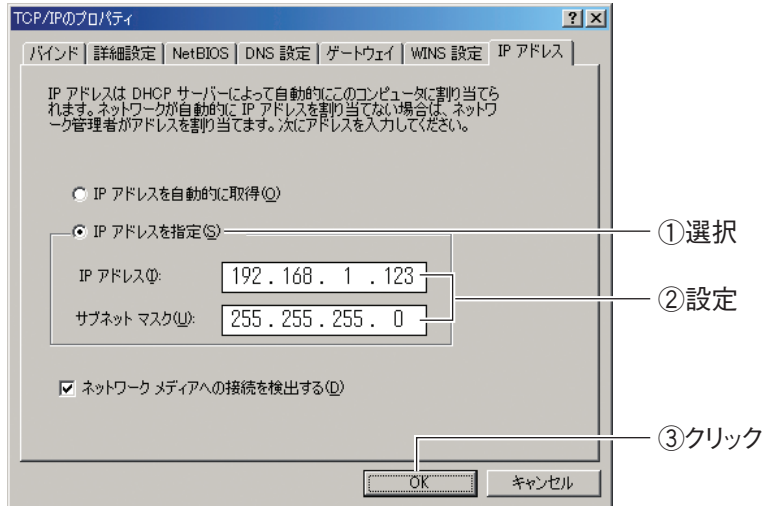 TCP/IPのプロパティ
? ×
バインド 詳細設定 NetBIOS DNS 設定 ゲートウェイ WINS 設定 IP アドレス
IP アドレスは DHCP サーバーによって自動的にこのコンピュータに割り当てら
れます。ネットワークが自動的に IP アドレスを割り当てない場合は、ネットワ
ーク管理者がアドレスを割り当てます。次にアドレスを入力してください。
IP アドレスを自動的に取得(O)
IP アドレスを指定(S)
①選択
IP アドレス(I): 192 . 168 . 1 . 123
②設定
サブネット マスク(U): 255 . 255 . 255 . 0
ネットワーク メディアへの接続を検出する(D)
③クリック
OK キャンセル